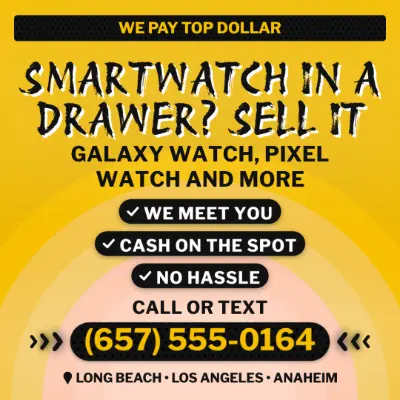 WE PAY TOP DOLLAR
SMARTWATCH IN A
DRAWER? SELL IT
GALAXY WATCH, PIXEL
WATCH AND MORE
WE MEET YOU
CASH ON THE SPOT
NO HASSLE
CALL OR TEXT
(657) 555-0164
LONG BEACH • LOS ANGELES • ANAHEIM